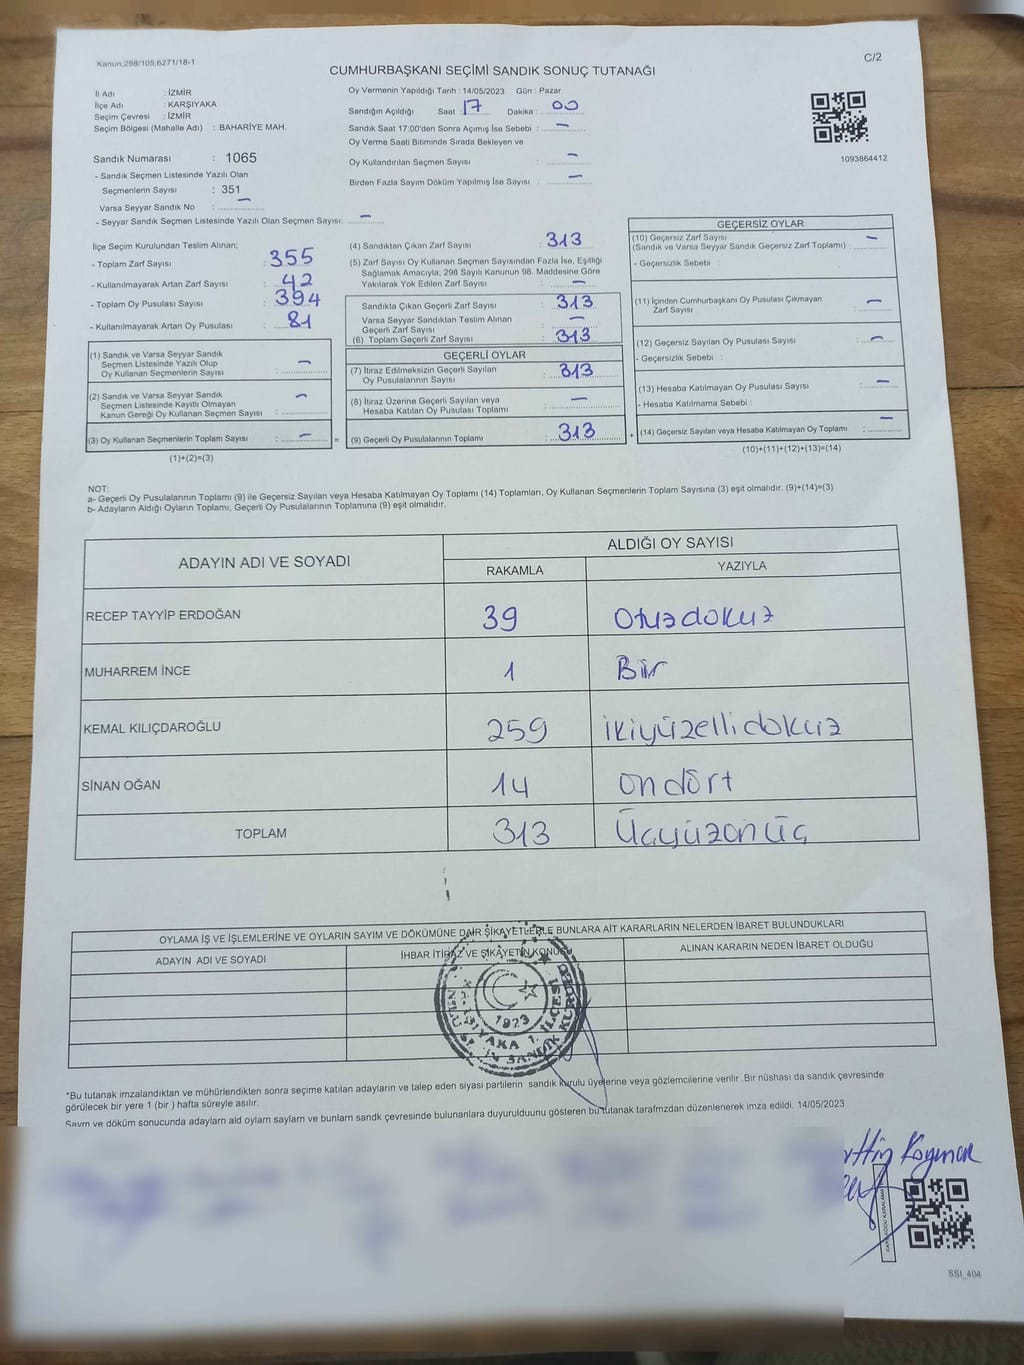 Kanun:298/105;6271/18-1
C/2
CUMHURBAŞKANI SEÇİMİ SANDIK SONUÇ TUTANAĞI
İl Adı : İZMİR
İlçe Adı : KARŞIYAKA
Seçim Çevresi : İZMİR
Seçim Bölgesi (Mahalle Adı) : BAHARİYE MAH.
Sandık Numarası : 1065
- Sandık Seçmen Listesinde Yazılı Olan
Seçmenlerin Sayısı : 351
Varsa Seyyar Sandık No : —
- Seyyar Sandık Seçmen Listesinde Yazılı Olan Seçmen Sayısı: —
Oy Vermenin Yapıldığı Tarih : 14/05/2023 Gün : Pazar
Sandığın Açıldığı Saat : 17 Dakika : 00
Sandık Saat 17:00'den Sonra Açımış İse Sebebi : —
Oy Verme Saati Bitiminde Sırada Bekleyen ve
Oy Kullandırılan Seçmen Sayısı : —
Birden Fazla Sayım Döküm Yapılmış İse Sayısı : —
1093864412
İlçe Seçim Kurulundan Teslim Alınan;
- Toplam Zarf Sayısı : 355
- Kullanılmayarak Artan Zarf Sayısı : 42
- Toplam Oy Pusulası Sayısı : 394
- Kullanılmayarak Artan Oy Pusulası : 81
(1) Sandık ve Varsa Seyyar Sandık
Seçmen Listesinde Yazılı Olup
Oy Kullanan Seçmenlerin Sayısı : —
(2) Sandık ve Varsa Seyyar Sandık
Seçmen Listesinde Kayıtlı Olmayan
Kanun Gereği Oy Kullanan Seçmen Sayısı : —
(3) Oy Kullanan Seçmenlerin Toplam Sayısı : — =
(1)+(2)=(3)
(4) Sandıktan Çıkan Zarf Sayısı : 313
(5) Zarf Sayısı Oy Kullanan Seçmen Sayısından Fazla İse, Eşitliği
Sağlamak Amacıyla; 298 Sayılı Kanunun 98. Maddesine Göre
Yakılarak Yok Edilen Zarf Sayısı : —
Sandıkta Çıkan Geçerli Zarf Sayısı : 313
Varsa Seyyar Sandıktan Teslim Alınan
Geçerli Zarf Sayısı : —
(6) Toplam Geçerli Zarf Sayısı : 313
GEÇERLİ OYLAR
(7) İtiraz Edilmeksizin Geçerli Sayılan
Oy Pusulalarının Sayısı : 313
(8) İtiraz Üzerine Geçerli Sayılan veya
Hesaba Katılan Oy Pusulası Toplamı : —
(9) Geçerli Oy Pusulalarının Toplamı : 313 +
GEÇERSİZ OYLAR
(10) Geçersiz Zarf Sayısı
(Sandık ve Varsa Seyyar Sandık Geçersiz Zarf Toplamı) : —
- Geçersizlik Sebebi :
(11) İçinden Cumhurbaşkanı Oy Pusulası Çıkmayan
Zarf Sayısı : —
(12) Geçersiz Sayılan Oy Pusulası Sayısı : —
- Geçersizlik Sebebi :
(13) Hesaba Katılmayan Oy Pusulası Sayısı : —
- Hesaba Katılmama Sebebi :
(14) Geçersiz Sayılan veya Hesaba Katılmayan Oy Toplamı : —
(10)+(11)+(12)+(13)=(14)
NOT:
a- Geçerli Oy Pusulalarının Toplamı (9) ile Geçersiz Sayılan veya Hesaba Katılmayan Oy Toplamı (14) Toplamları, Oy Kullanan Seçmenlerin Toplam Sayısına (3) eşit olmalıdır. (9)+(14)=(3)
b- Adayların Aldığı Oyların Toplamı, Geçerli Oy Pusulalarının Toplamına (9) eşit olmalıdır.
ADAYIN ADI VE SOYADI
ALDIĞI OY SAYISI
RAKAMLA YAZIYLA
RECEP TAYYİP ERDOĞAN 39 Otuzdokuz
MUHARREM İNCE 1 Bir
KEMAL KILIÇDAROĞLU 259 ikiyüzellidokuz
SİNAN OĞAN 14 ondört
TOPLAM 313 Üçyüzonüç
OYLAMA İŞ VE İŞLEMLERİNE VE OYLARIN SAYIM VE DÖKÜMÜNE DAİR ŞİKAYETLERLE BUNLARA AİT KARARLARIN NELERDEN İBARET BULUNDUKLARI
ADAYIN ADI VE SOYADI İHBAR İTİRAZ VE ŞİKAYETİN KONUSU ALINAN KARARIN NEDEN İBARET OLDUĞU
1923
*Bu tutanak imzalandıktan ve mühürlendikten sonra seçime katılan adayların ve talep eden siyasi partilerin sandık kurulu üyelerine veya gözlemcilerine verilir .Bir nüshası da sandık çevresinde
görülecek bir yere 1 (bir ) hafta süreyle asılır.
Sayım ve döküm sonucunda adayların ald oyların sayların ve bunların sandk çevresinde bulunanlara duyurulduunu gösteren bu tutanak tarafmzdan düzenlenerek imza edildi. 14/05/2023
SSI_404